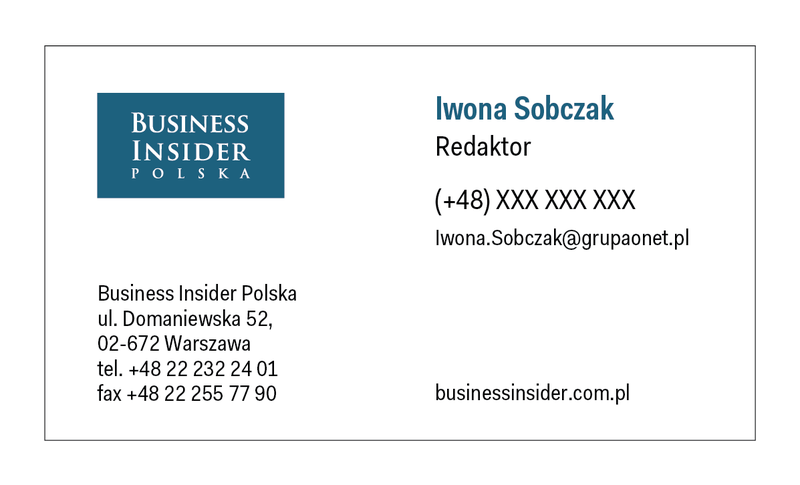 BUSINESS
INSIDER
POLSKA
Iwona Sobczak
Redaktor
(+48) XXX XXX XXX
Iwona.Sobczak@grupaonet.pl
Business Insider Polska
ul. Domaniewska 52,
02-672 Warszawa
tel. +48 22 232 24 01
fax +48 22 255 77 90
businessinsider.com.pl